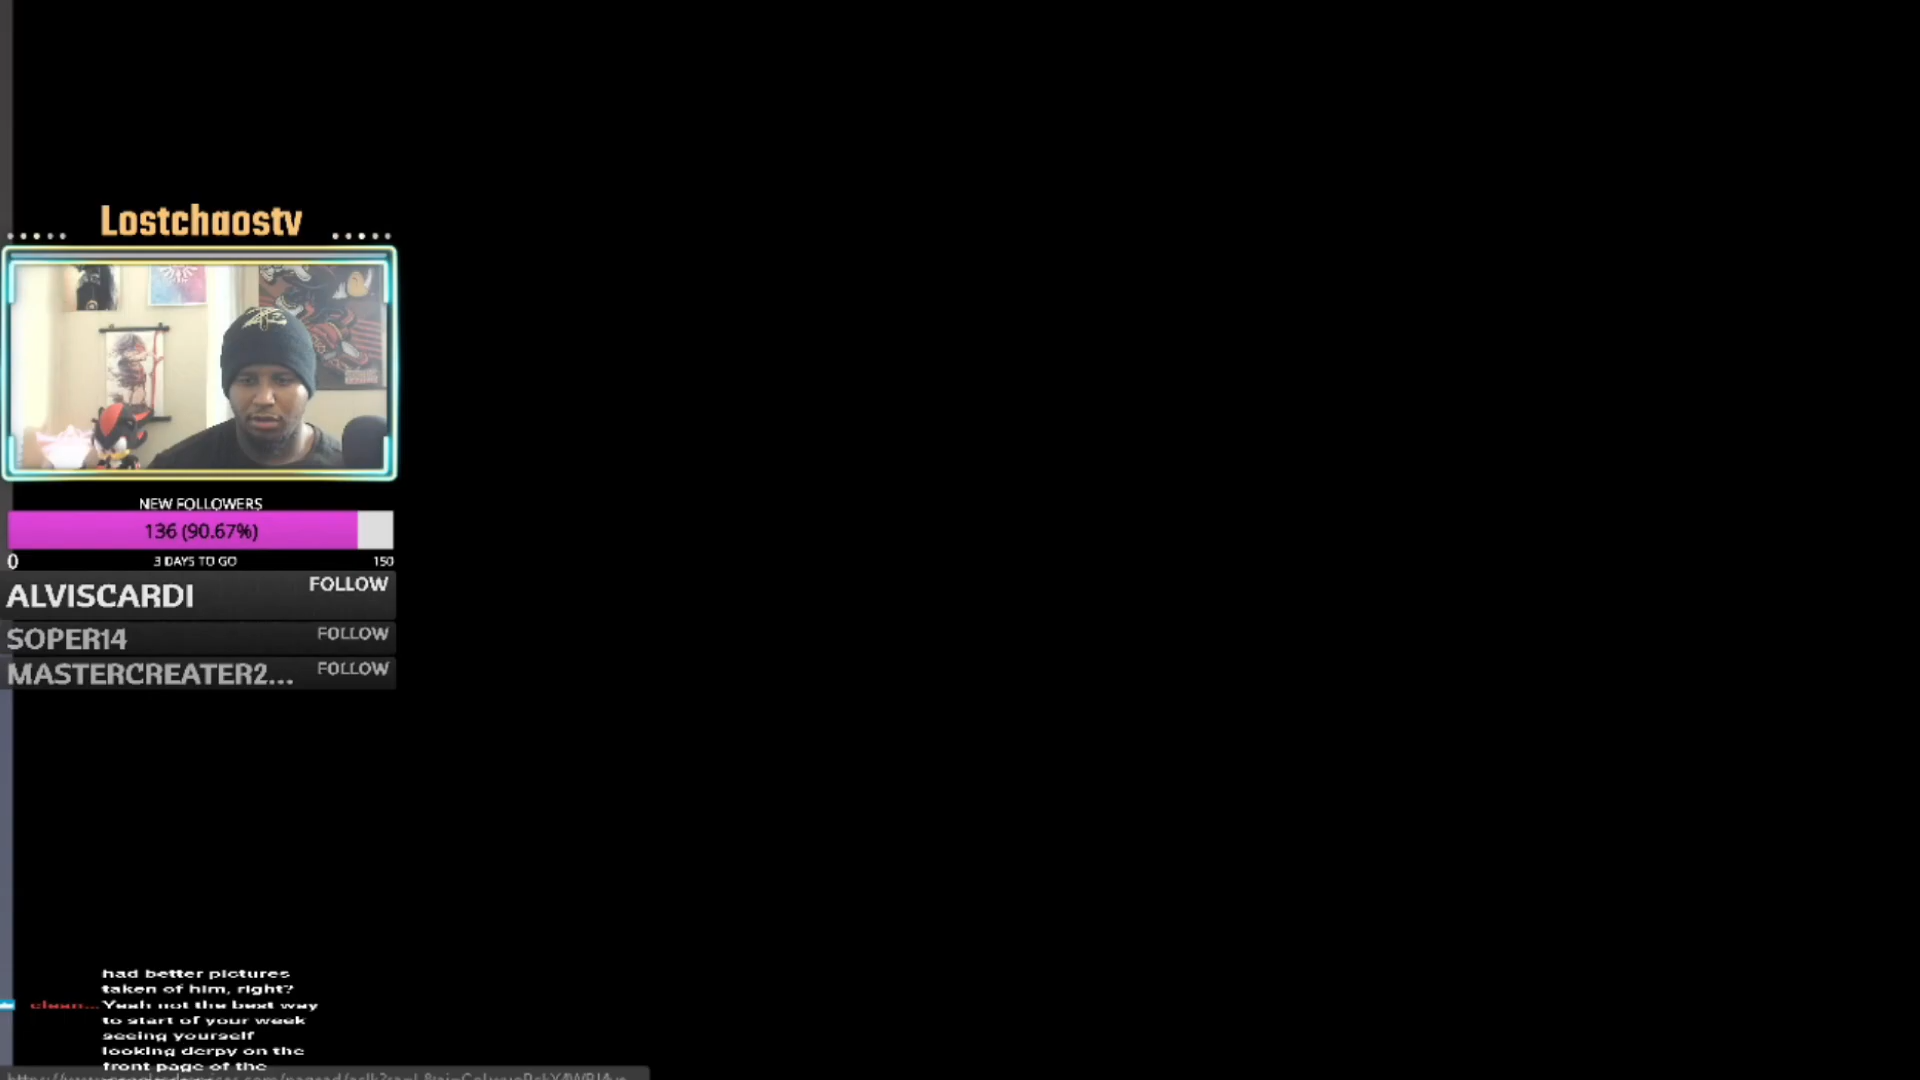 Lostchaostv
NEW FOLLOWERS
136 (90.67%)
0 3 DAYS TO GO 150
ALVISCARDI FOLLOW
SOPER14 FOLLOW
MASTERCREATER2... FOLLOW
had better pictures
taken of him, right?
clean... Yeah not the best way
to start of your week
seeing yourself
looking derpy on the
front page of the